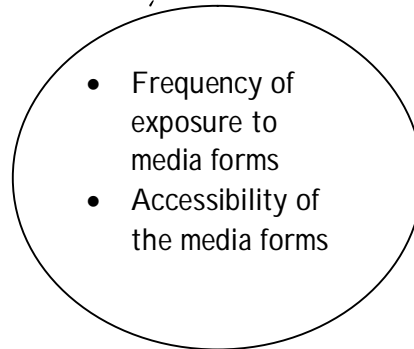 • Frequency of
exposure to
media forms
• Accessibility of
the media forms